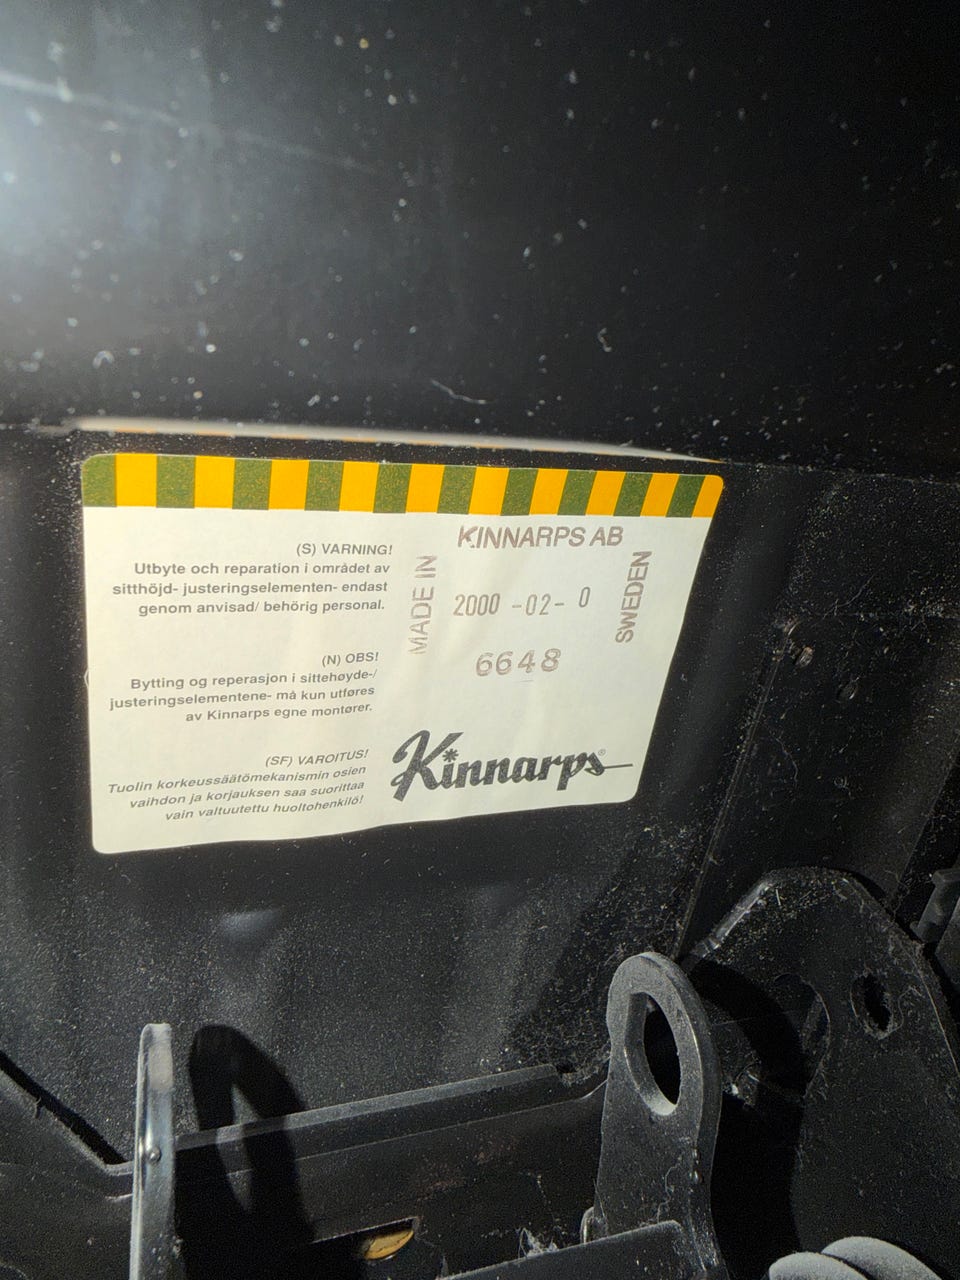 (S) VARNING!
Utbyte och reparation i området av
sitthöjd- justeringselementen- endast
genom anvisad/ behörig personal.
(N) OBS!
Bytting og reperasjon i sittehøyde-/
justeringselementene- må kun utføres
av Kinnarps egne montører.
(SF) VAROITUS!
Tuolin korkeussäätömekanismin osien
vaihdon ja korjauksen saa suorittaa
vain valtuutettu huoltohenkilö!
KINNARPS AB
MADE IN
2000 -02- 0
SWEDEN
6648
Kinnarps®